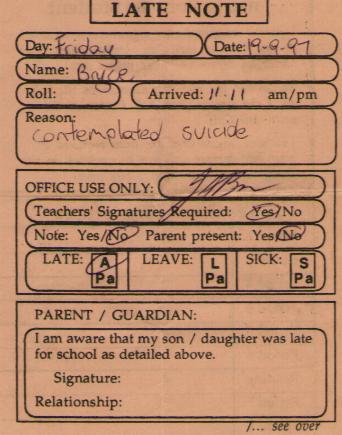 LATE NOTE
Day: Friday Date: 19-9-97
Name: Bryce
Roll: Arrived: 11.11 am/pm
Reason:
contemplated suicide
OFFICE USE ONLY:
Teachers' Signatures Required: Yes/No
Note: Yes/No Parent present: Yes/No
LATE: A Pa LEAVE: L Pa SICK: S Pa
PARENT / GUARDIAN:
I am aware that my son / daughter was late
for school as detailed above.
Signature:
Relationship:
/... see over